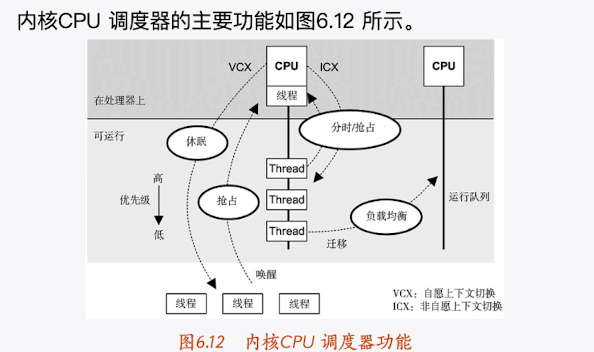 内核CPU 调度器的主要功能如图6.12 所示。
VCX
CPU
ICX
CPU
线程
在处理器上
可运行
休眠
分时/抢占
高
优先级
低
抢占
Thread
Thread
Thread
负载均衡
运行队列
迁移
唤醒
线程
线程
线程
VCX：自愿上下文切换
ICX：非自愿上下文切换
图6.12 内核CPU 调度器功能